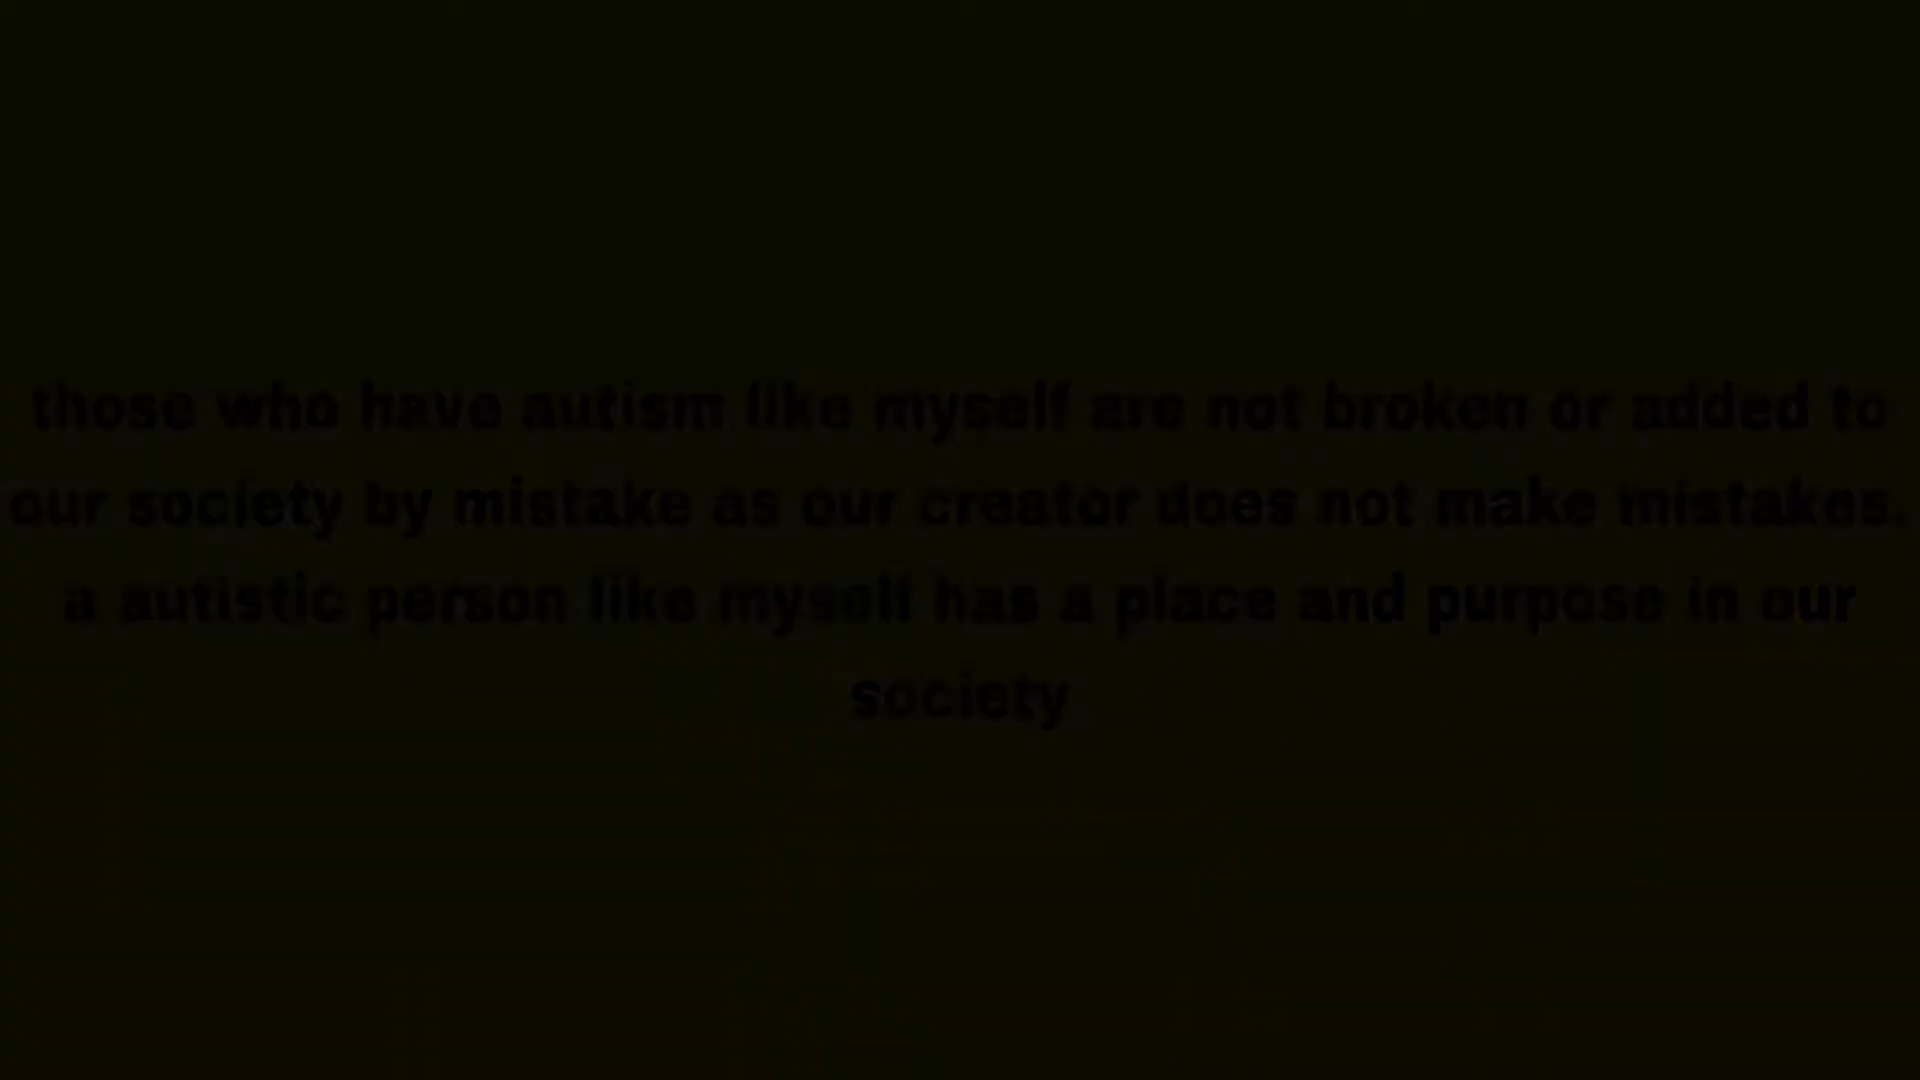 those who have autism like myself are not broken or added to
our society by mistake as our creator does not make mistakes.
a autistic person like myself has a place and purpose in our
society